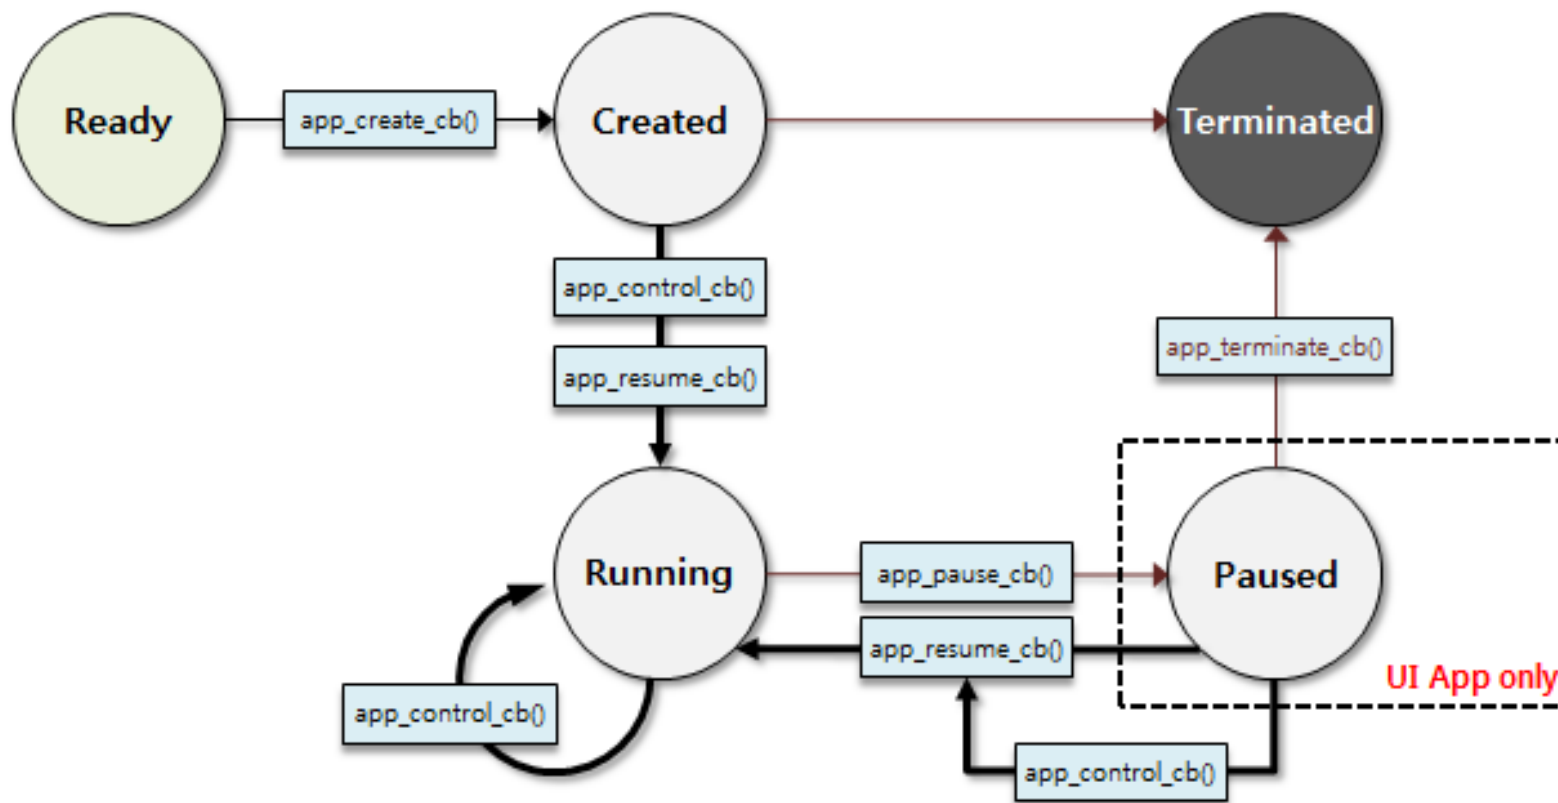 Ready
app_create_cb()
Created
Terminated
app_control_cb()
app_resume_cb()
app_terminate_cb()
Running
app_pause_cb()
Paused
app_resume_cb()
UI App only
app_control_cb()
app_control_cb()